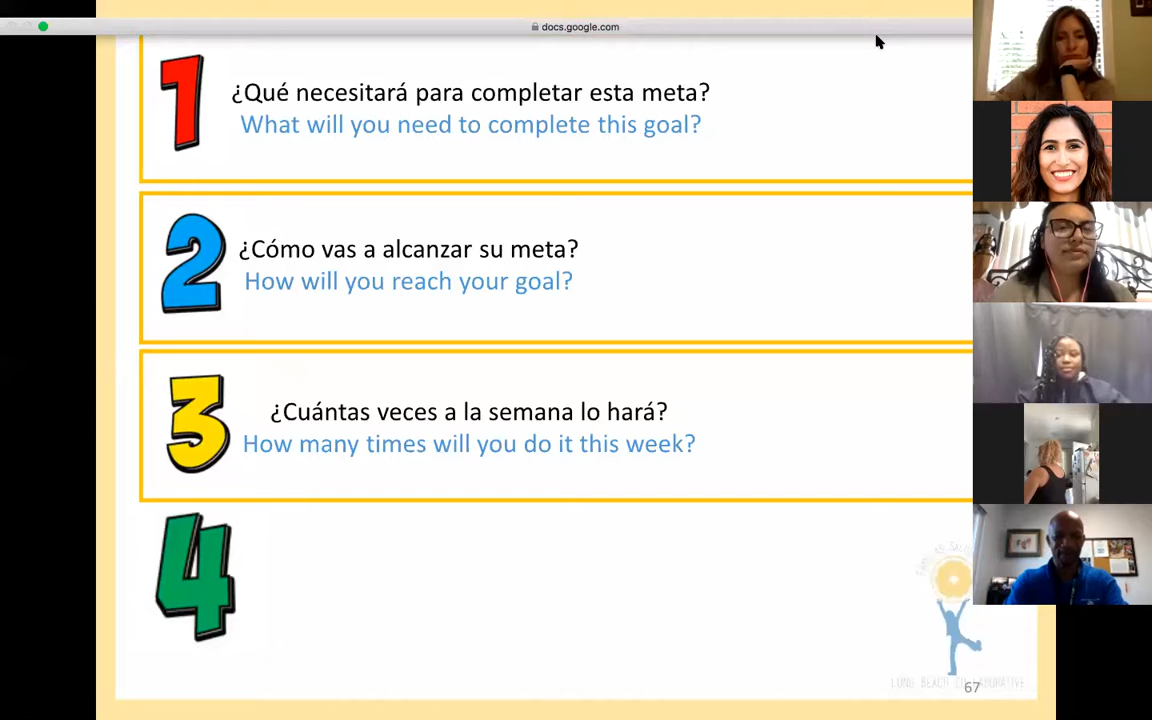 docs.google.com
1
¿Qué necesitará para completar esta meta?
What will you need to complete this goal?
2
¿Cómo vas a alcanzar su meta?
How will you reach your goal?
3
¿Cuántas veces a la semana lo hará?
How many times will you do it this week?
4
LONG BEACH
67